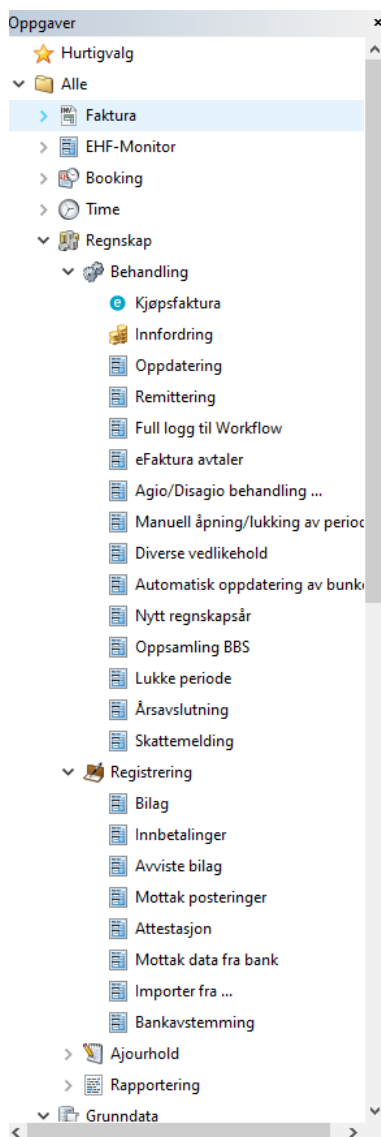 Oppgaver
Hurtigvalg
Alle
Faktura
EHF-Monitor
Booking
Time
Regnskap
Behandling
Kjøpsfaktura
Innfordring
Oppdatering
Remittering
Full logg til Workflow
eFaktura avtaler
Agio/Disagio behandling ...
Manuell åpning/lukking av perioc
Diverse vedlikehold
Automatisk oppdatering av bunk
Nytt regnskapsår
Oppsamling BBS
Lukke periode
Årsavslutning
Skattemelding
Registrering
Bilag
Innbetalinger
Avviste bilag
Mottak posteringer
Attestasjon
Mottak data fra bank
Importer fra ...
Bankavstemming
Ajourhold
Rapportering
Grunndata